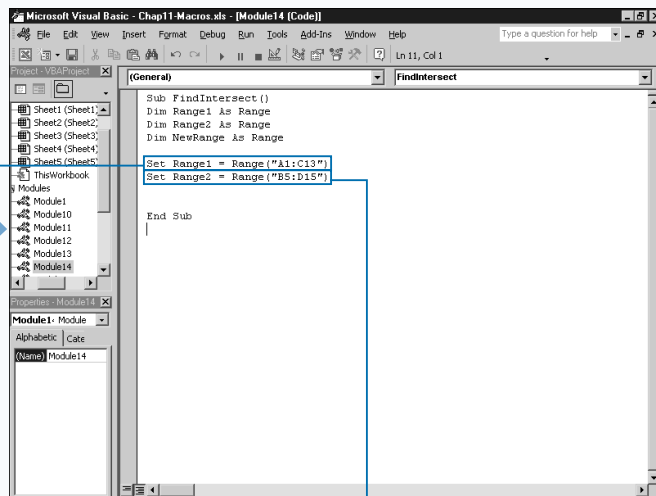 Microsoft Visual Basic - Chap11-Macros.xls - [Module14 (Code)]
File Edit View Insert Format Debug Run Tools Add-Ins Window Help
Type a question for help
Ln 11, Col 1
Project - VBAProject
(General)
FindIntersect
Sheet1 (Sheet1)
Sheet2 (Sheet2)
Sheet3 (Sheet3)
Sheet4 (Sheet4)
Sheet5 (Sheet5)
ThisWorkbook
Modules
Module1
Module10
Module11
Module12
Module13
Module14
Properties - Module14
Module14 Module
Alphabetic Cate
(Name) Module14
Sub FindIntersect()
Dim Range1 As Range
Dim Range2 As Range
Dim NewRange As Range
Set Range1 = Range("A1:C13")
Set Range2 = Range("B5:D15")
End Sub